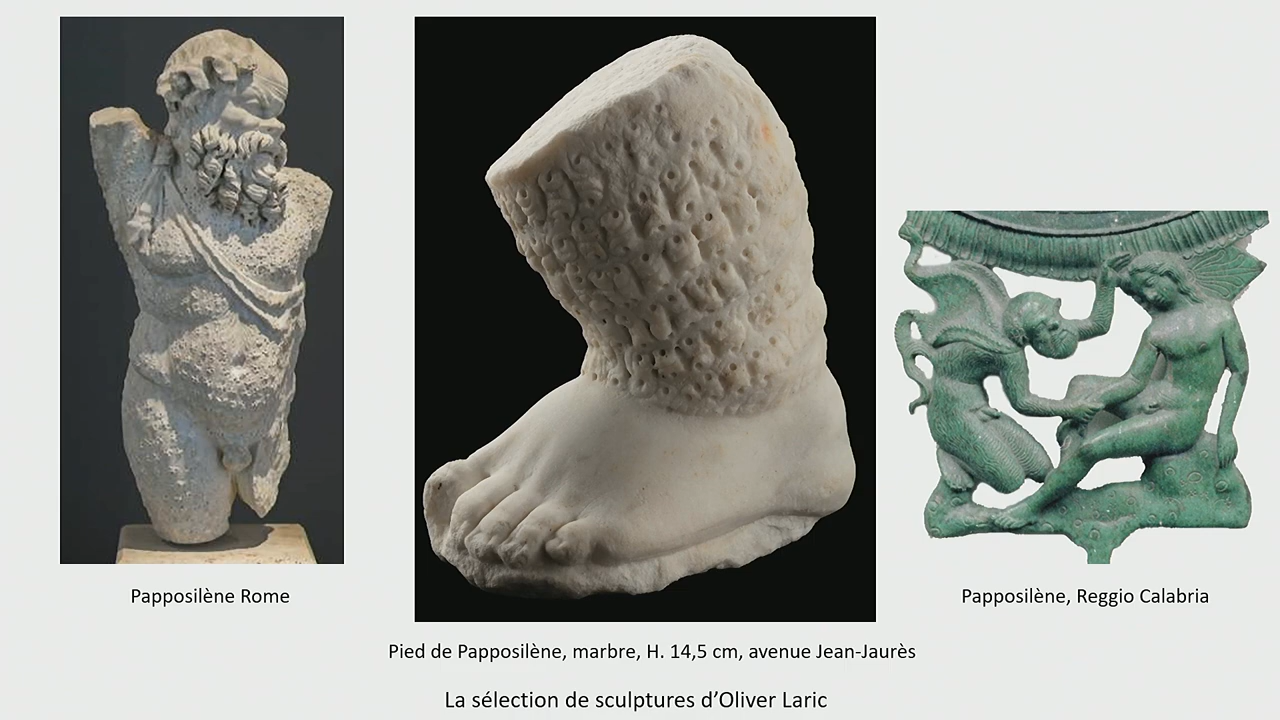 Papposilène Rome
Papposilène, Reggio Calabria
Pied de Papposilène, marbre, H. 14,5 cm, avenue Jean-Jaurès
La sélection de sculptures d’Oliver Laric